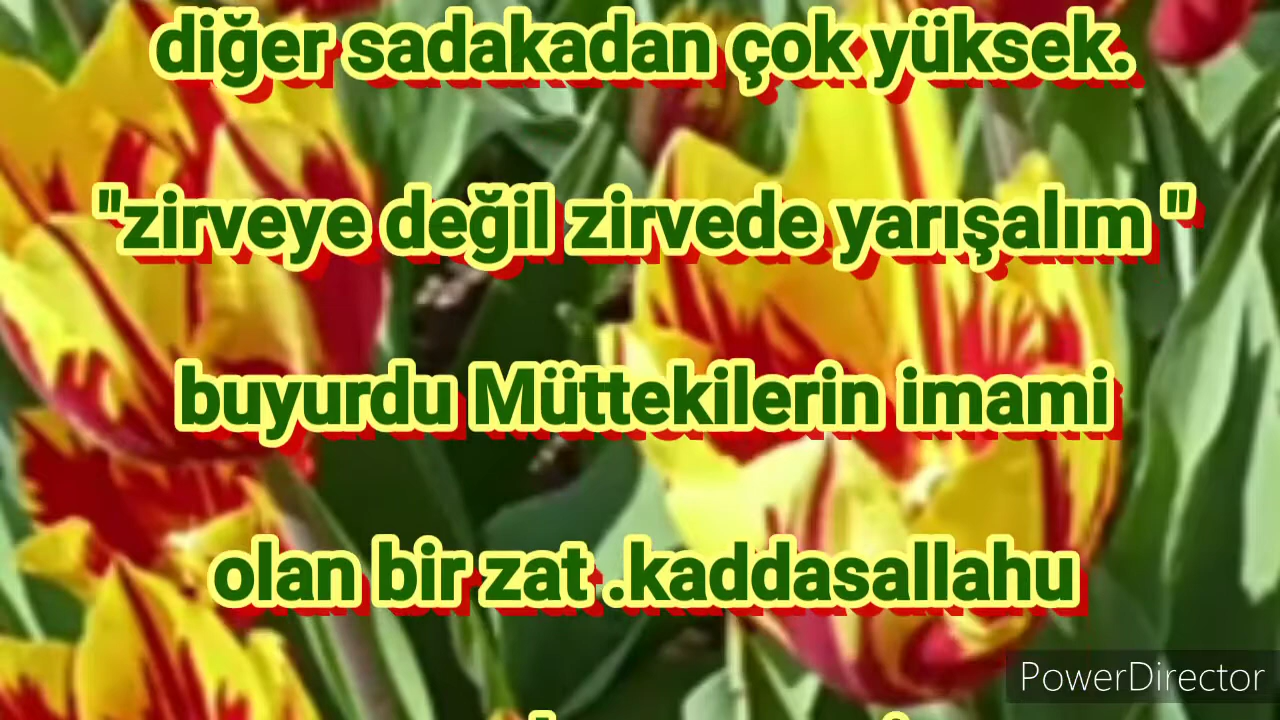 diğer sadakadan çok yüksek.
"zirveye değil zirvede yarışalım "
buyurdu Müttekilerin imami
olan bir zat .kaddasallahu
PowerDirector